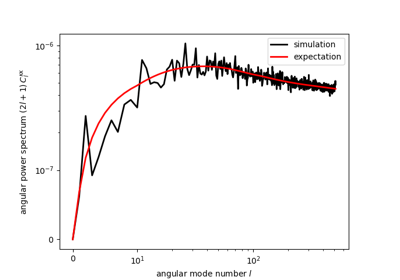 simulation
expectation
angular power spectrum (2l + 1) C_l^{κκ}
10^{-6}
10^{-7}
0
0
10^1
10^2
angular mode number l